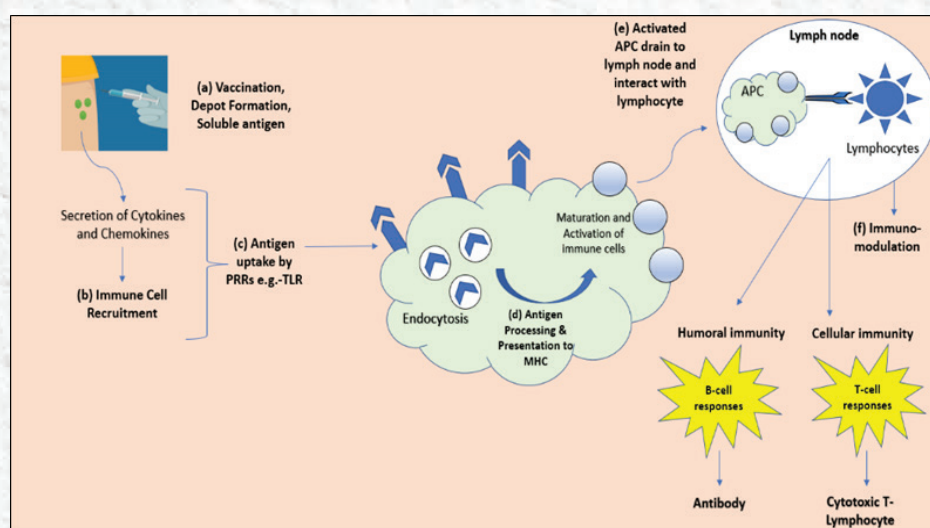 (a) Vaccination,
Depot Formation,
Soluble antigen
Secretion of Cytokines
and Chemokines
(b) Immune Cell
Recruitment
(c) Antigen
uptake by
PRRs e.g.-TLR
Endocytosis
(d) Antigen
Processing &
Presentation to
MHC
Maturation and
Activation of
immune cells
(e) Activated
APC drain to
lymph node and
interact with
lymphocyte
Lymph node
APC
Lymphocytes
(f) Immuno-
modulation
Humoral immunity
B-cell
responses
Antibody
Cellular immunity
T-cell
responses
Cytotoxic T-
Lymphocyte